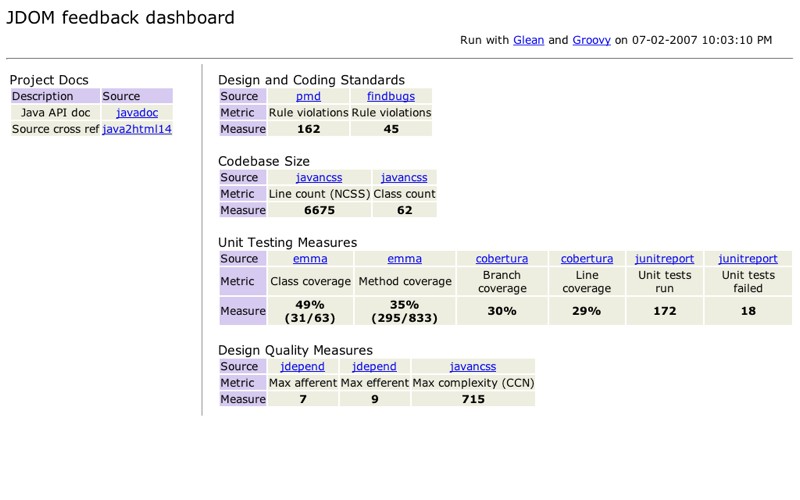 JDOM feedback dashboard
Run with Glean and Groovy on 07-02-2007 10:03:10 PM
Project Docs
Description Source
Java API doc javadoc
Source cross ref java2html14
Design and Coding Standards
Source pmd findbugs
Metric Rule violations Rule violations
Measure 162 45
Codebase Size
Source javancss javancss
Metric Line count (NCSS) Class count
Measure 6675 62
Unit Testing Measures
Source emma emma cobertura cobertura junitreport junitreport
Metric Class coverage Method coverage Branch coverage Line coverage Unit tests run Unit tests failed
Measure 49% (31/63) 35% (295/833) 30% 29% 172 18
Design Quality Measures
Source jdepend jdepend javancss
Metric Max afferent Max efferent Max complexity (CCN)
Measure 7 9 715